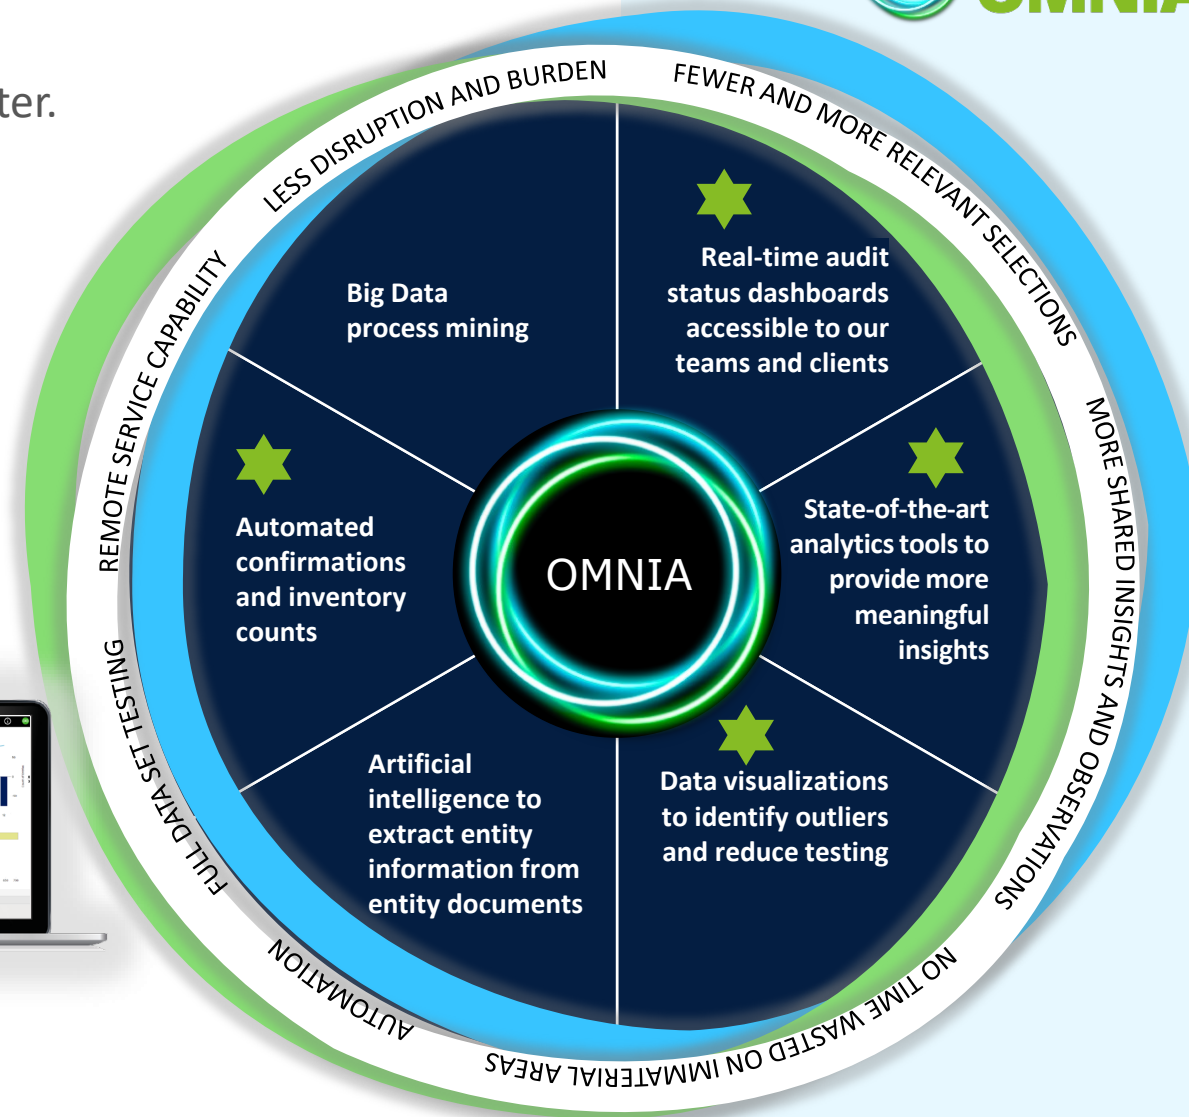 OMNIA
ter.
LESS DISRUPTION AND BURDEN
FEWER AND MORE RELEVANT SELECTIONS
MORE SHARED INSIGHTS AND OBSERVATIONS
NO TIME WASTED ON IMMATERIAL AREAS
AUTOMATION
FULL DATA SET TESTING
REMOTE SERVICE CAPABILITY
Big Data
process mining
Real-time audit
status dashboards
accessible to our
teams and clients
State-of-the-art
analytics tools to
provide more
meaningful
insights
Data visualizations
to identify outliers
and reduce testing
Artificial
intelligence to
extract entity
information from
entity documents
Automated
confirmations
and inventory
counts
OMNIA